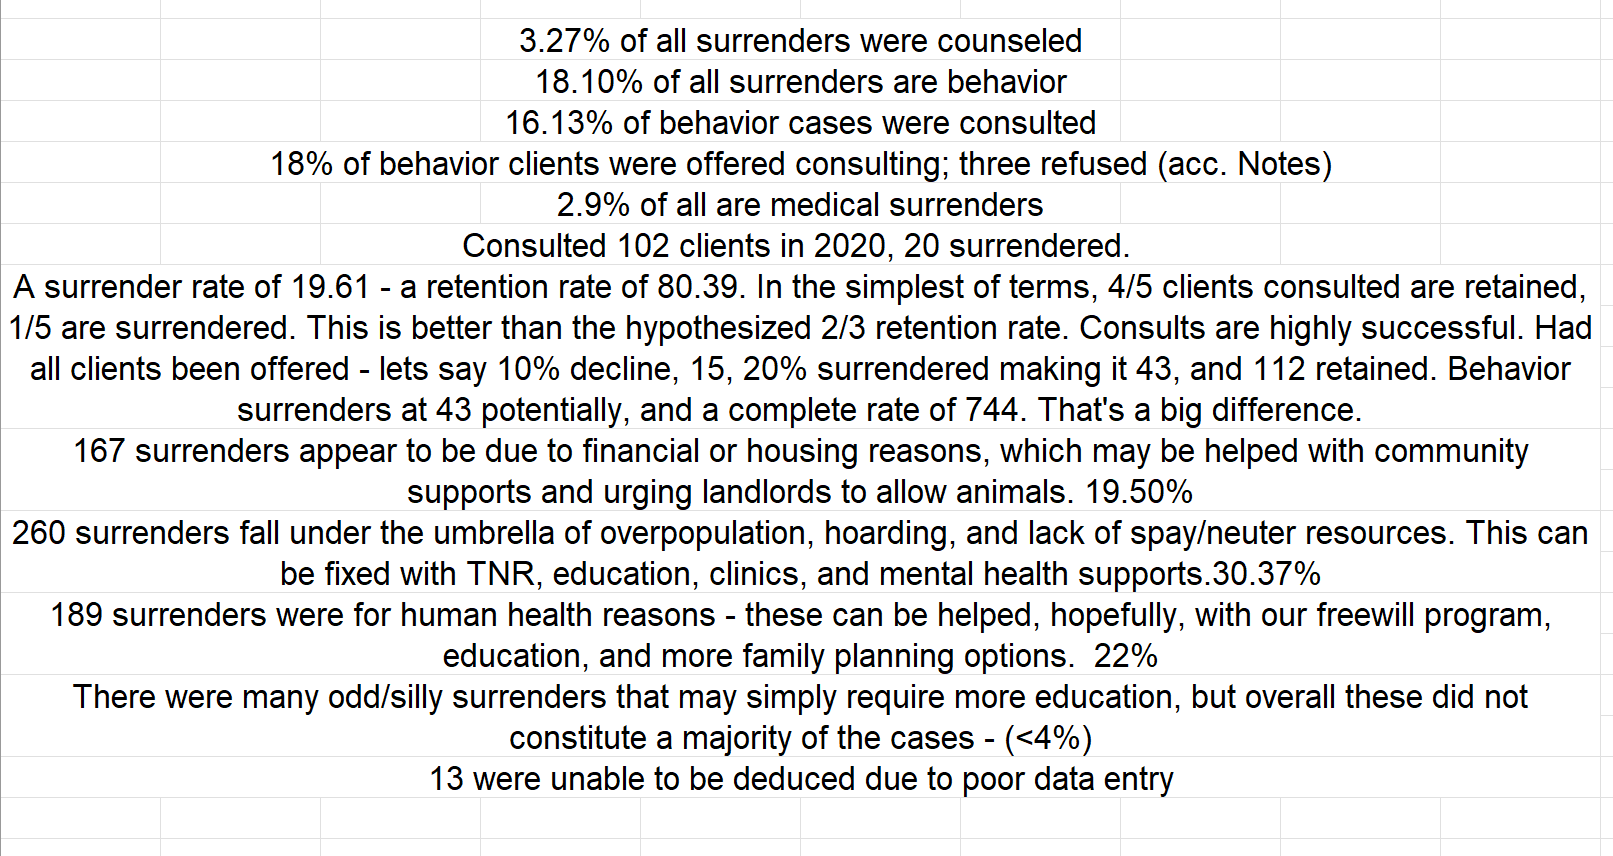 3.27% of all surrenders were counseled
18.10% of all surrenders are behavior
16.13% of behavior cases were consulted
18% of behavior clients were offered consulting; three refused (acc. Notes)
2.9% of all are medical surrenders
Consulted 102 clients in 2020, 20 surrendered.
A surrender rate of 19.61 - a retention rate of 80.39. In the simplest of terms, 4/5 clients consulted are retained,
1/5 are surrendered. This is better than the hypothesized 2/3 retention rate. Consults are highly successful. Had
all clients been offered - lets say 10% decline, 15, 20% surrendered making it 43, and 112 retained. Behavior
surrenders at 43 potentially, and a complete rate of 744. That's a big difference.
167 surrenders appear to be due to financial or housing reasons, which may be helped with community
supports and urging landlords to allow animals. 19.50%
260 surrenders fall under the umbrella of overpopulation, hoarding, and lack of spay/neuter resources. This can
be fixed with TNR, education, clinics, and mental health supports.30.37%
189 surrenders were for human health reasons - these can be helped, hopefully, with our freewill program,
education, and more family planning options.  22%
There were many odd/silly surrenders that may simply require more education, but overall these did not
constitute a majority of the cases - (<4%)
13 were unable to be deduced due to poor data entry